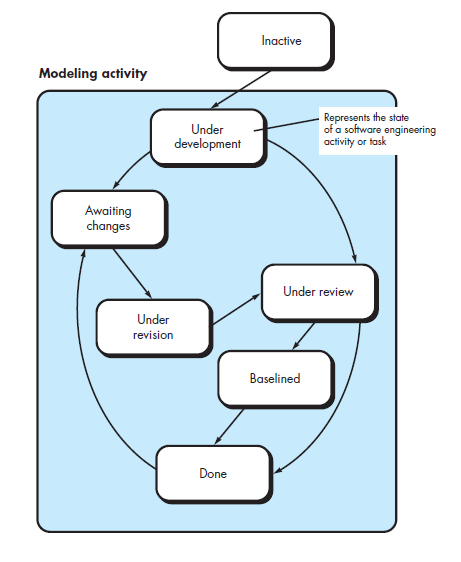 Inactive
Modeling activity
Under
development
Represents the state
of a software engineering
activity or task
Awaiting
changes
Under review
Under
revision
Baselined
Done